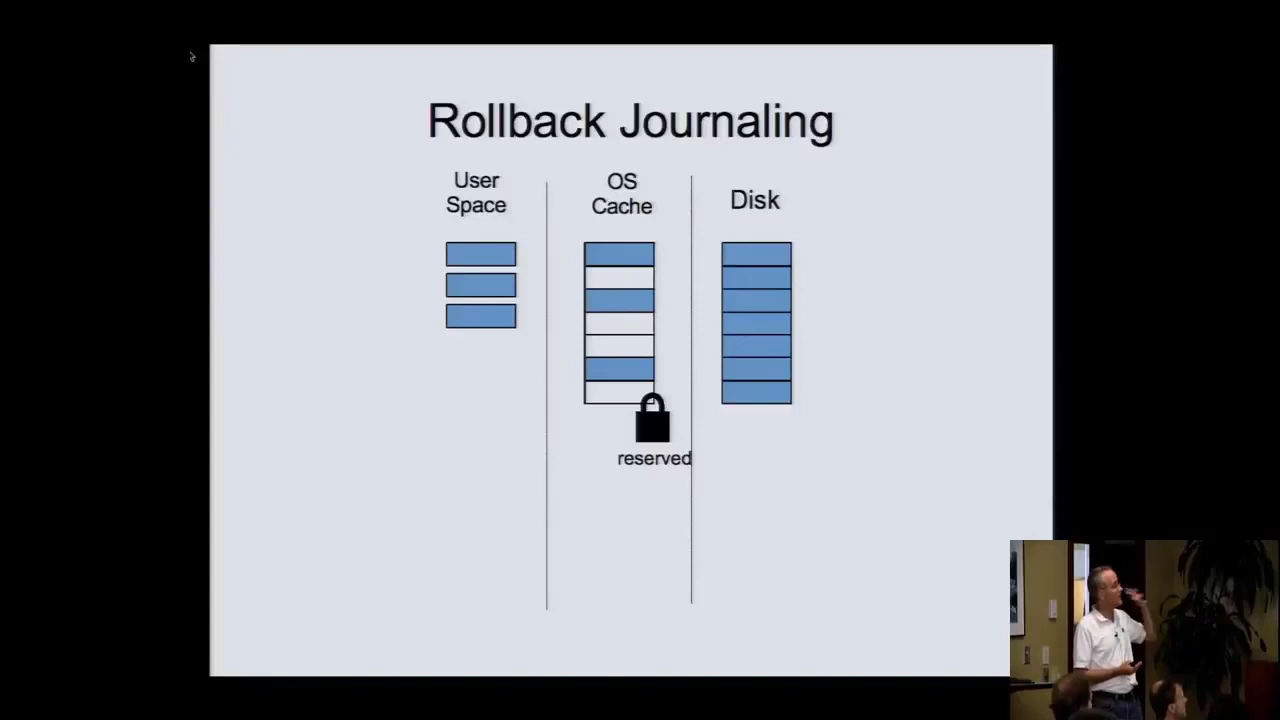 Rollback Journaling
User
Space
OS
Cache
Disk
reserved